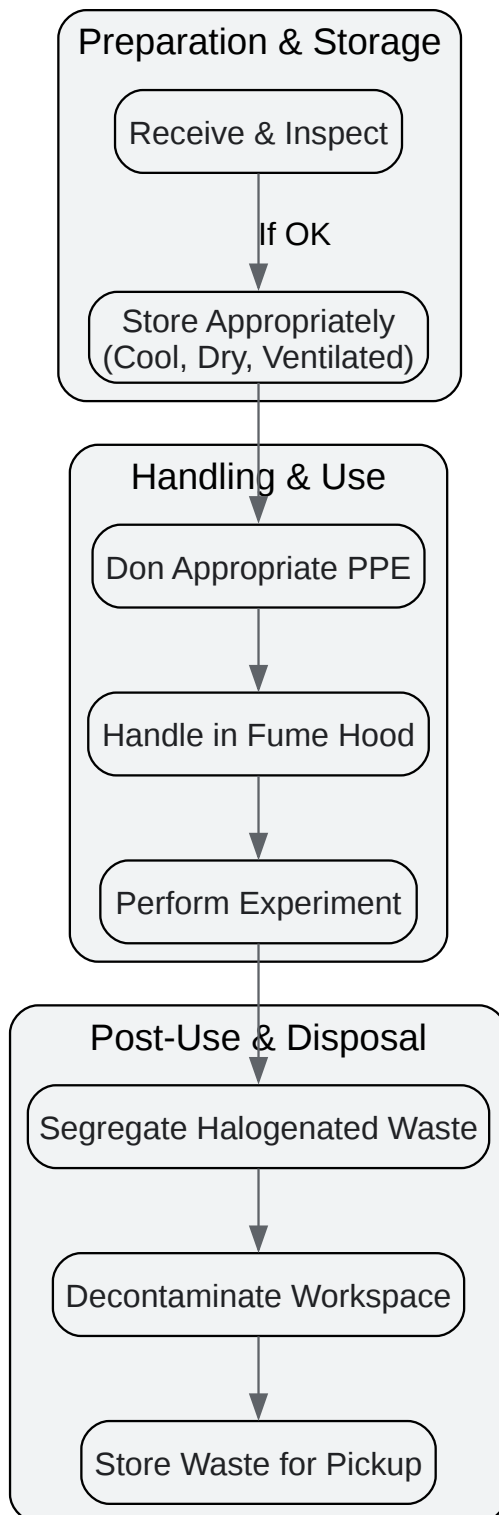 Preparation & Storage
Receive & Inspect
If OK
Store Appropriately
(Cool, Dry, Ventilated)
Handling & Use
Don Appropriate PPE
Handle in Fume Hood
Perform Experiment
Post-Use & Disposal
Segregate Halogenated Waste
Decontaminate Workspace
Store Waste for Pickup